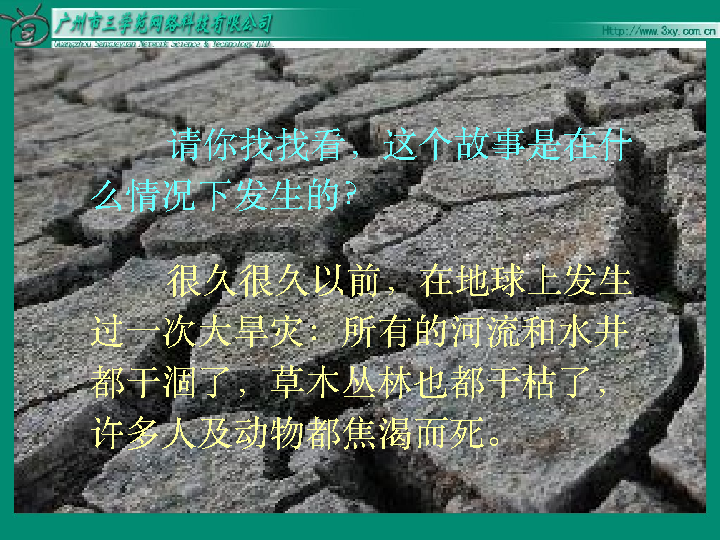 广州市三学苑网络科技有限公司
Guangzhou Sanxueyuan Network Science & Technology Ltd.
Http://www.3xy.com.cn
请你找找看，这个故事是在什
么情况下发生的？
很久很久以前，在地球上发生
过一次大旱灾：所有的河流和水井
都干涸了，草木丛林也都干枯了，
许多人及动物都焦渴而死。